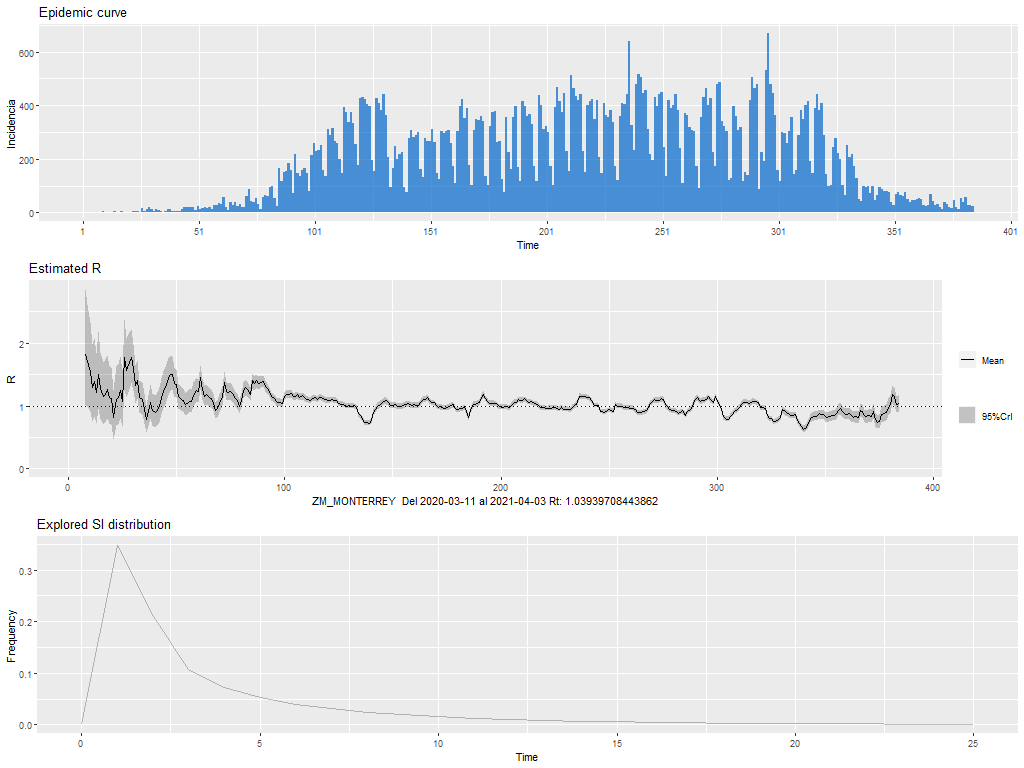 Epidemic curve
Incidencia
600
400
200
0
1
51
101
151
201
251
301
351
401
Time
Estimated R
R
2
1
0
0
100
200
300
400
ZM_MONTERREY Del 2020-03-11 al 2021-04-03 Rt: 1.03939708443862
Mean
95%CrI
Explored SI distribution
Frequency
0.3
0.2
0.1
0.0
0
5
10
15
20
25
Time